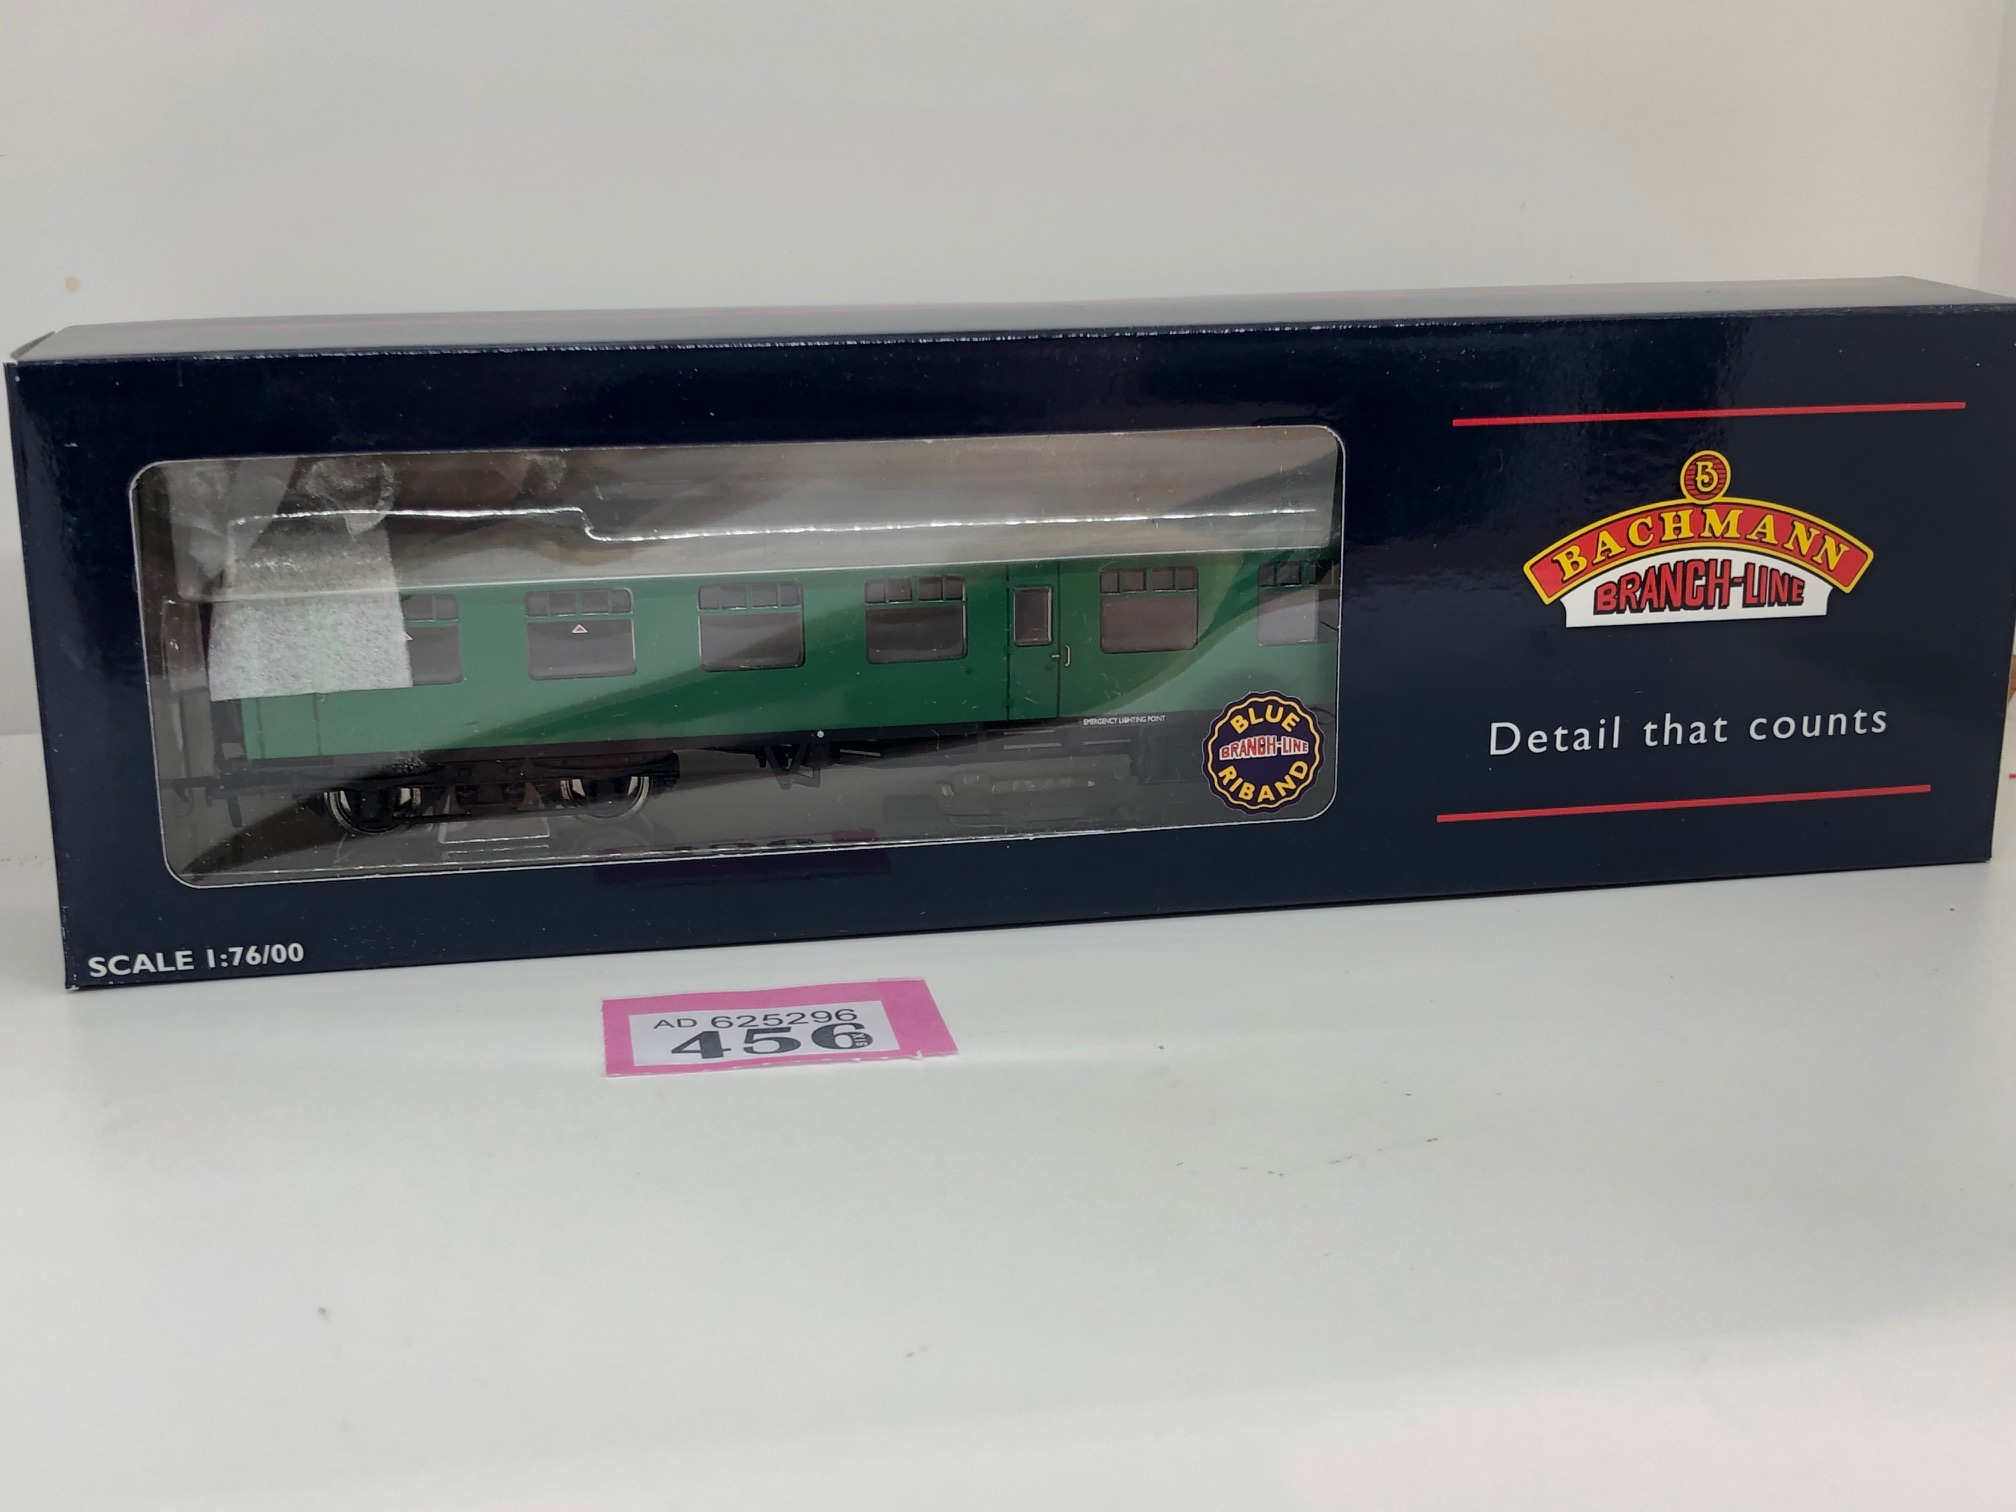 B
BACHMANN
BRANCH-LINE
Detail that counts
EMERGENCY LIGHTING POINT
BLUE
BRANCH-LINE
RIBAND
SCALE 1:76/00
AD 625296
456
SIX